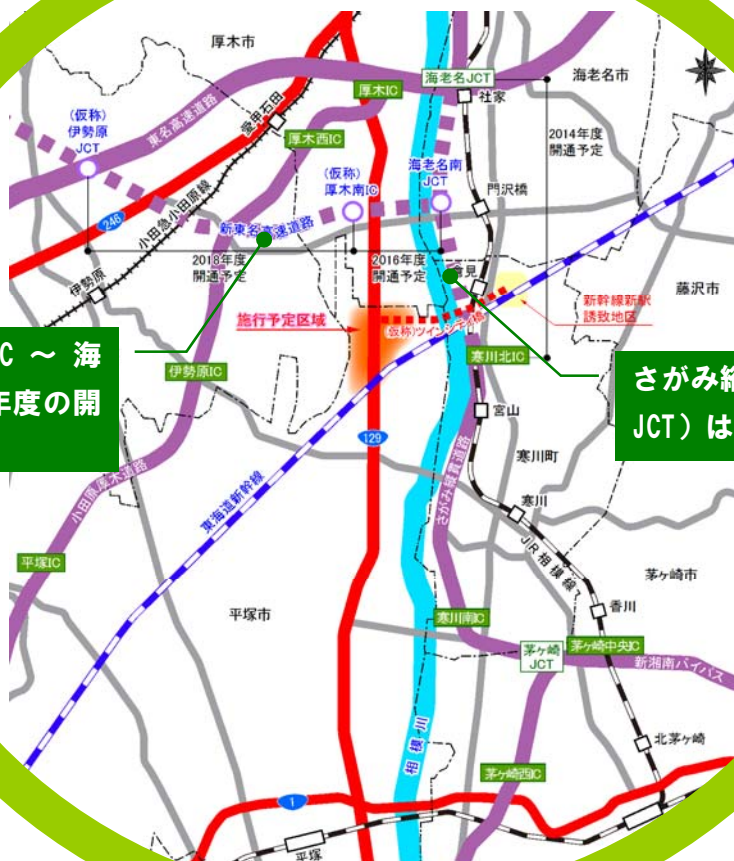 厚木市
海老名JCT
海老名市
厚木IC
社家
(仮称)
伊勢原
JCT
東名高速道路
愛甲石田
厚木西IC
2014年度
開通予定
(仮称)
厚木南IC
海老名南
JCT
門沢橋
246
小田急小田原線
新東名高速道路
2018年度
開通予定
2016年度
開通予定
伊勢原
藤沢市
新幹線新駅
誘致地区
施行予定区域
(仮称)ツインシティ橋
寒川北IC
C ～ 海
年度の開
伊勢原IC
さがみ縦
JCT）は
宮山
129
寒川町
小田原厚木道路
東海道新幹線
さがみ縦貫道路
寒川
JR相模線
平塚IC
茅ヶ崎市
平塚市
香川
寒川南IC
茅ヶ崎
JCT
茅ヶ崎中央IC
新湘南バイパス
相模川
北茅ヶ崎
茅ヶ崎西IC
1
平塚